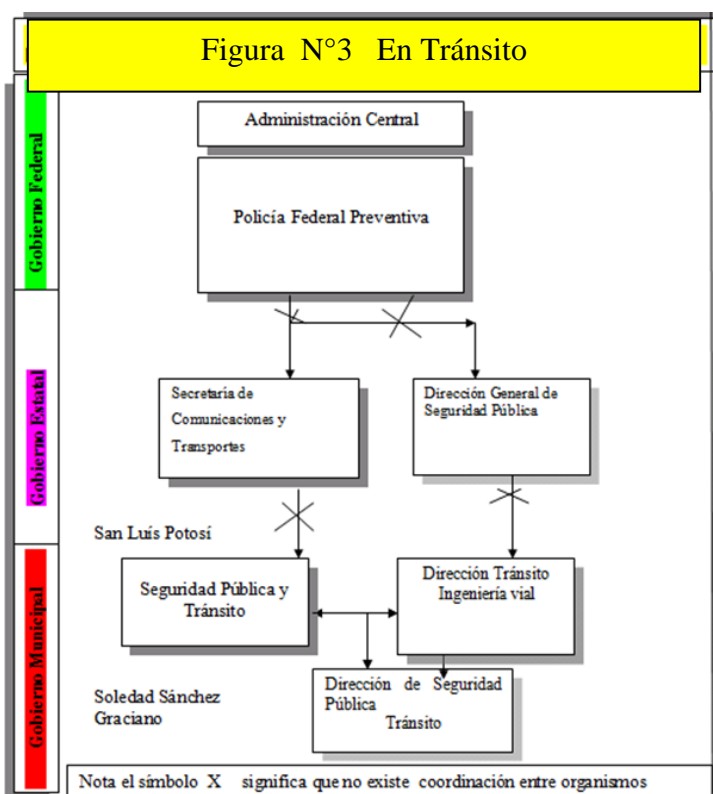 Figura N°3 En Tránsito
Gobierno Federal
Administración Central
Policía Federal Preventiva
Gobierno Estatal
Secretaría de
Comunicaciones y
Transportes
Dirección General de
Seguridad Pública
San Luís Potosí
Gobierno Municipal
Seguridad Pública y
Tránsito
Dirección Tránsito
Ingeniería vial
Soledad Sánchez
Graciano
Dirección de Seguridad
Pública
Tránsito
Nota el símbolo X significa que no existe coordinación entre organismos